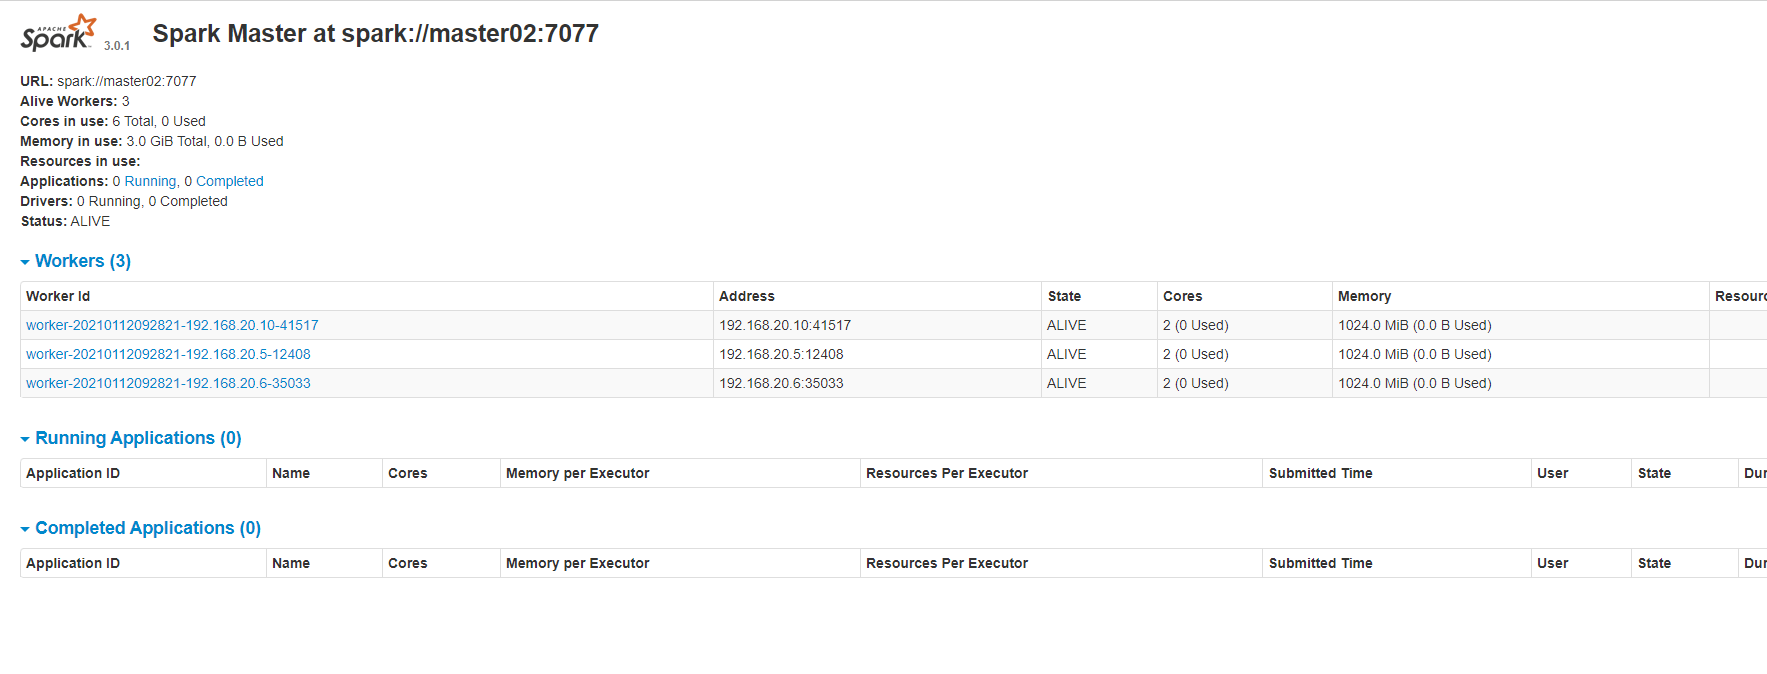 APACHE Spark 3.0.1 Spark Master at spark://master02:7077
URL: spark://master02:7077
Alive Workers: 3
Cores in use: 6 Total, 0 Used
Memory in use: 3.0 GiB Total, 0.0 B Used
Resources in use:
Applications: 0 Running, 0 Completed
Drivers: 0 Running, 0 Completed
Status: ALIVE
Workers (3)
Worker Id Address State Cores Memory
worker-20210112092821-192.168.20.10-41517 192.168.20.10:41517 ALIVE 2 (0 Used) 1024.0 MiB (0.0 B Used)
worker-20210112092821-192.168.20.5-12408 192.168.20.5:12408 ALIVE 2 (0 Used) 1024.0 MiB (0.0 B Used)
worker-20210112092821-192.168.20.6-35033 192.168.20.6:35033 ALIVE 2 (0 Used) 1024.0 MiB (0.0 B Used)
Running Applications (0)
Application ID Name Cores Memory per Executor Resources Per Executor Submitted Time User State
Completed Applications (0)
Application ID Name Cores Memory per Executor Resources Per Executor Submitted Time User State